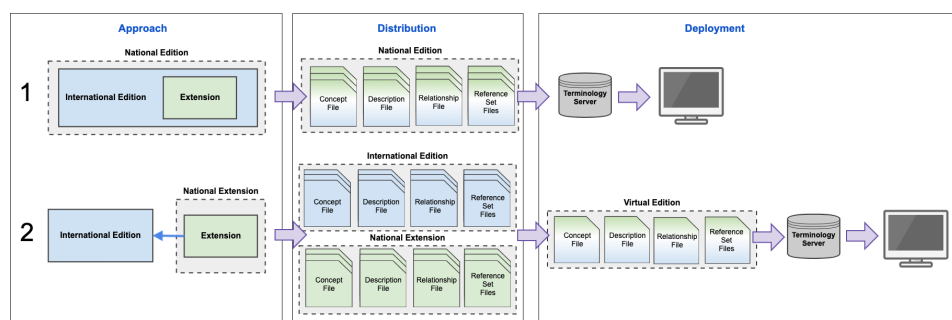 Approach
Distribution
Deployment
1
National Edition
International Edition
Extension
National Edition
Concept
File
Description
File
Relationship
File
Reference
Set
Files
Terminology
Server
2
National Extension
International Edition
Extension
International Edition
Concept
File
Description
File
Relationship
File
Reference
Set
Files
National Extension
Concept
File
Description
File
Relationship
File
Reference
Set
Files
Virtual Edition
Concept
File
Description
File
Relationship
File
Reference
Set
Files
Terminology
Server